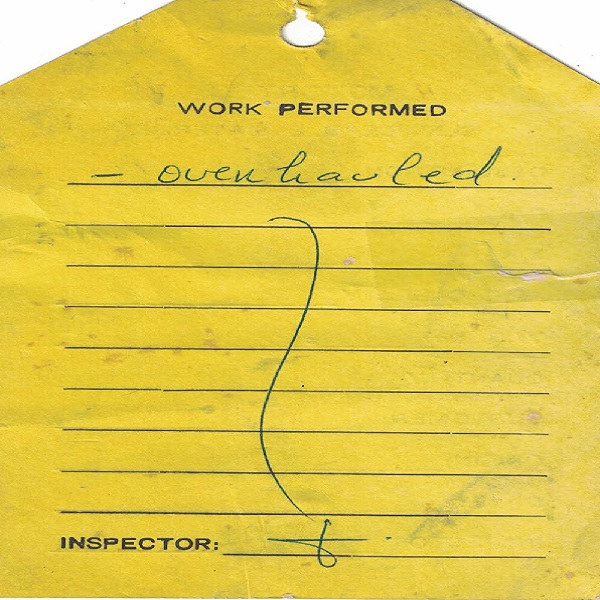 WORK PERFORMED
- overhauled.
INSPECTOR: